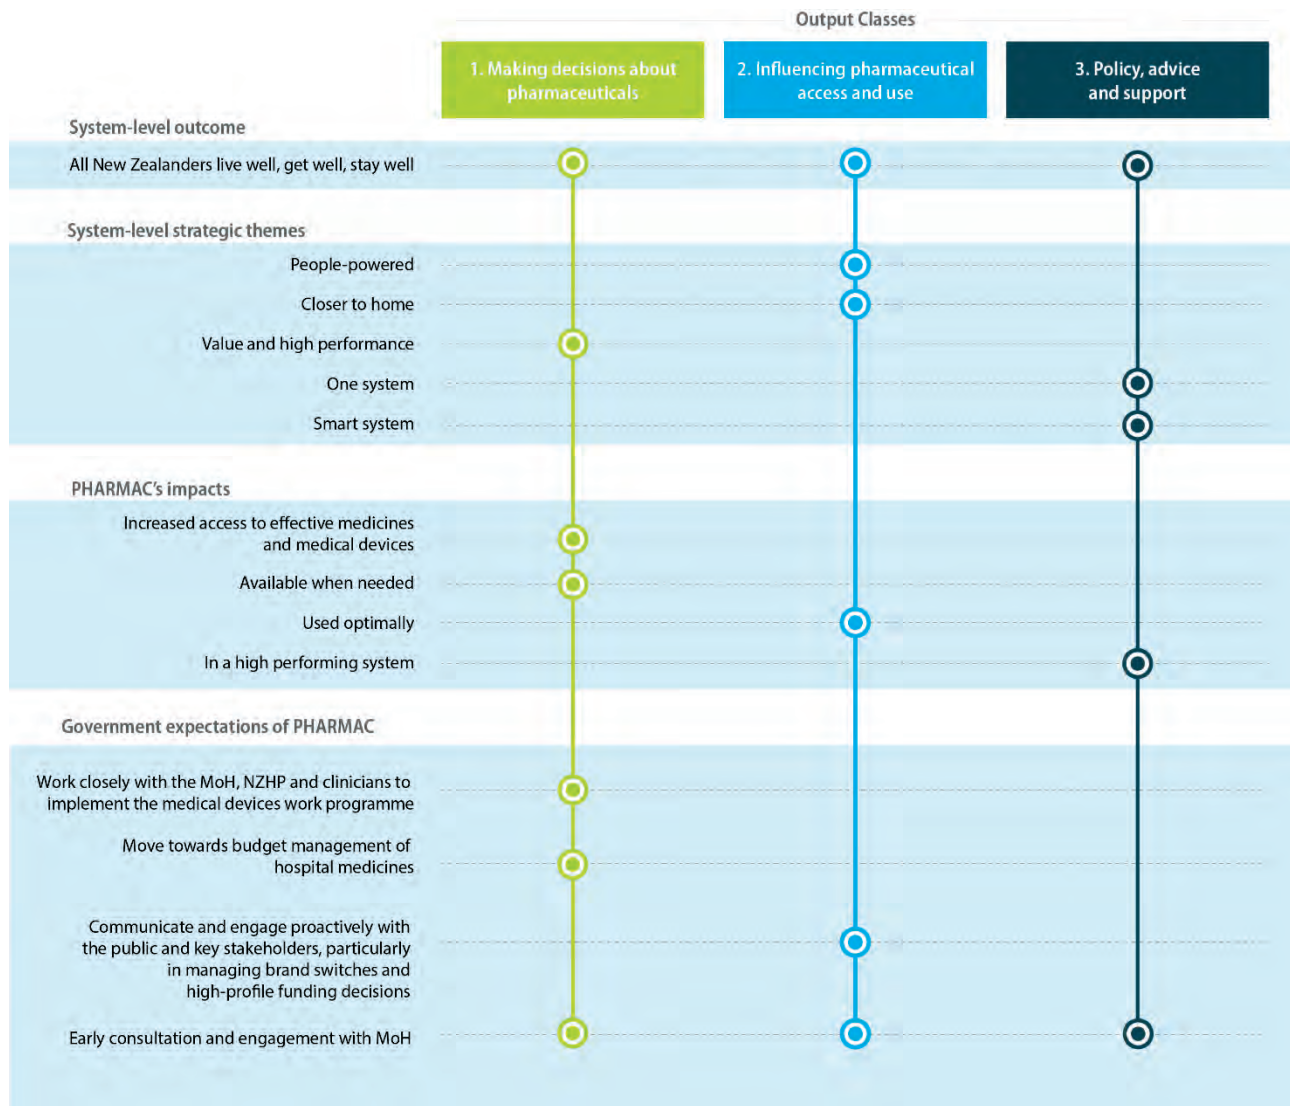 Output Classes
1. Making decisions about
pharmaceuticals
2. Influencing pharmaceutical
access and use
3. Policy, advice
and support
System-level outcome
All New Zealanders live well, get well, stay well
System-level strategic themes
People-powered
Closer to home
Value and high performance
One system
Smart system
PHARMAC's impacts
Increased access to effective medicines
and medical devices
Available when needed
Used optimally
In a high performing system
Government expectations of PHARMAC
Work closely with the MoH, NZHP and clinicians to
implement the medical devices work programme
Move towards budget management of
hospital medicines
Communicate and engage proactively with
the public and key stakeholders, particularly
in managing brand switches and
high-profile funding decisions
Early consultation and engagement with MoH